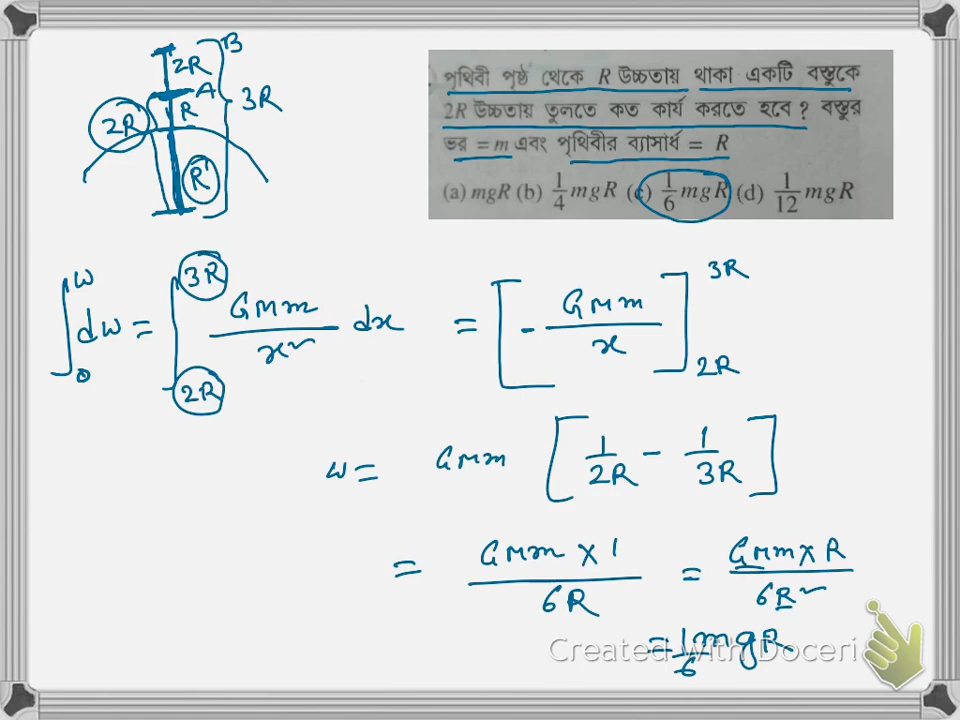 2R B
A
R 3R
2R
R
পৃথিবী পৃষ্ঠ থেকে R উচ্চতায় থাকা একটি বস্তুকে
2R উচ্চতায় তুলতে কত কার্য করতে হবে ? বস্তুর
ভর = m এবং পৃথিবীর ব্যাসার্ধ = R
(a) mgR (b) 1/4 mgR (c) 1/6 mgR (d) 1/12 mgR
∫₀^W dW = ∫_{2R}^{3R} GMm/x² dx = [- GMm/x]_{2R}^{3R}
W = GMm [1/2R - 1/3R]
= GMm × 1/6R = GMm × R/6R²
= 1/6 mgR
Created with Doceri